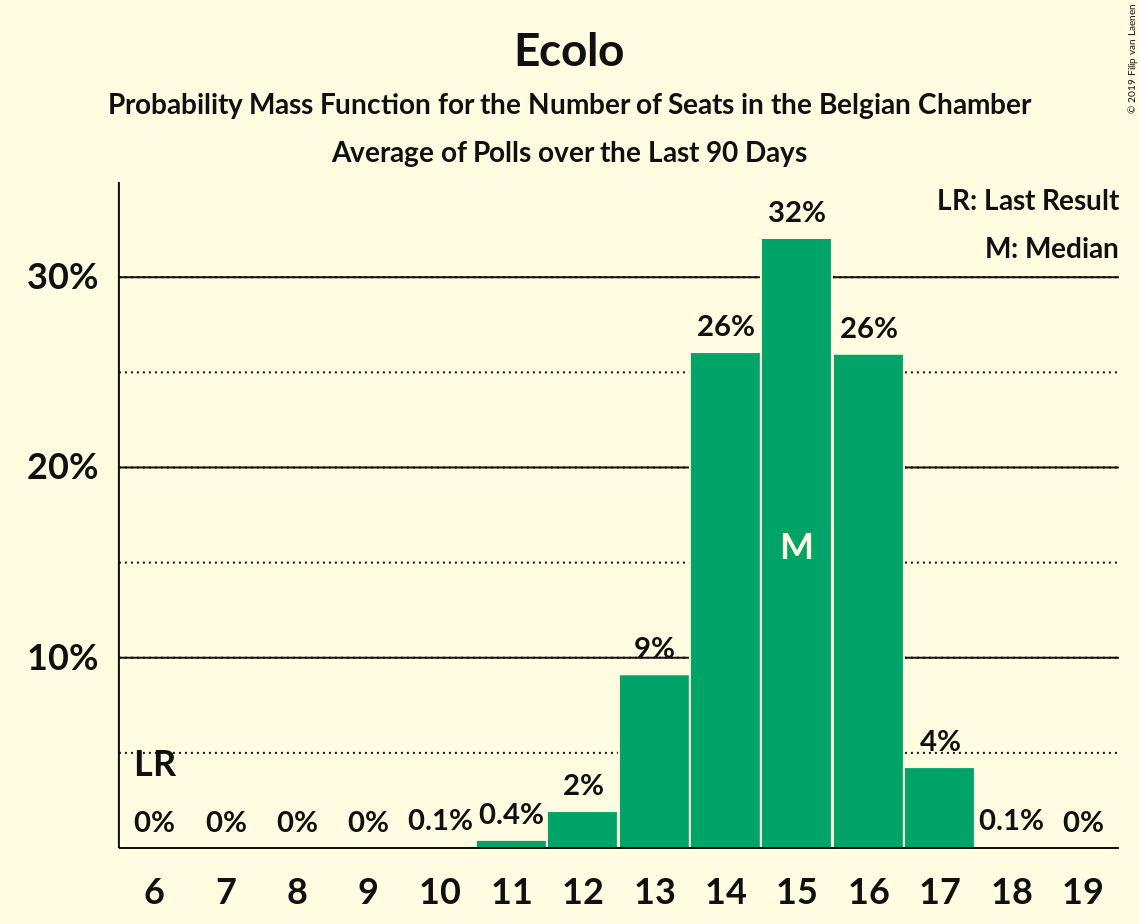 © 2019 Filip van Laenen
Ecolo
Probability Mass Function for the Number of Seats in the Belgian Chamber
Average of Polls over the Last 90 Days
LR: Last Result
M: Median
30%
20%
10%
LR
M
0%
0%
0%
0%
0.1%
0.4%
2%
9%
26%
32%
26%
4%
0.1%
0%
6 7 8 9 10 11 12 13 14 15 16 17 18 19